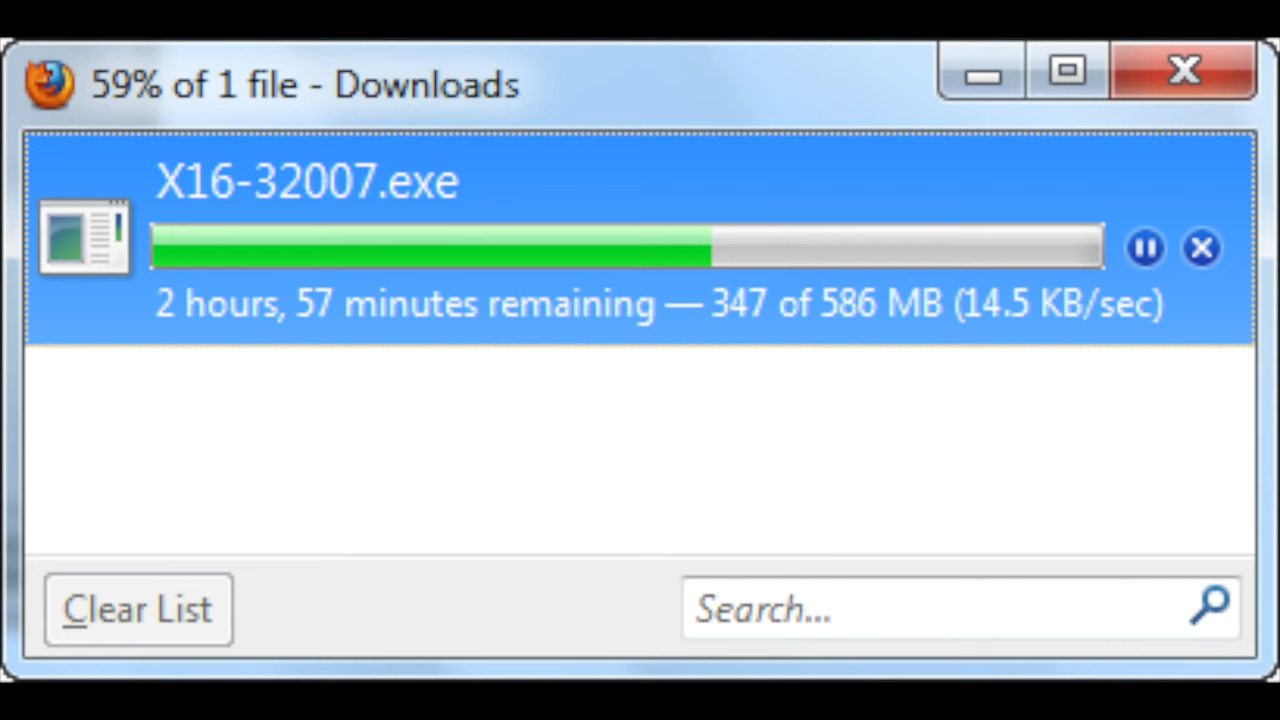 59% of 1 file - Downloads
X16-32007.exe
2 hours, 57 minutes remaining — 347 of 586 MB (14.5 KB/sec)
Clear List
Search...